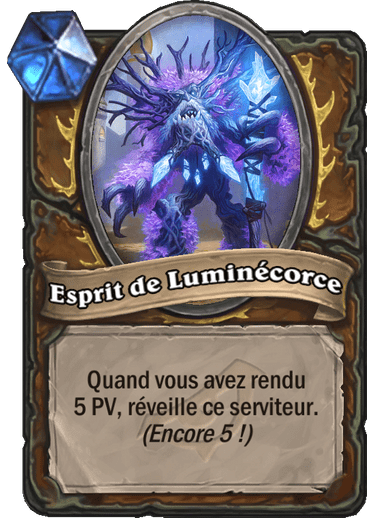 Esprit de Luminécorce
Quand vous avez rendu
5 PV, réveille ce serviteur.
(Encore 5 !)